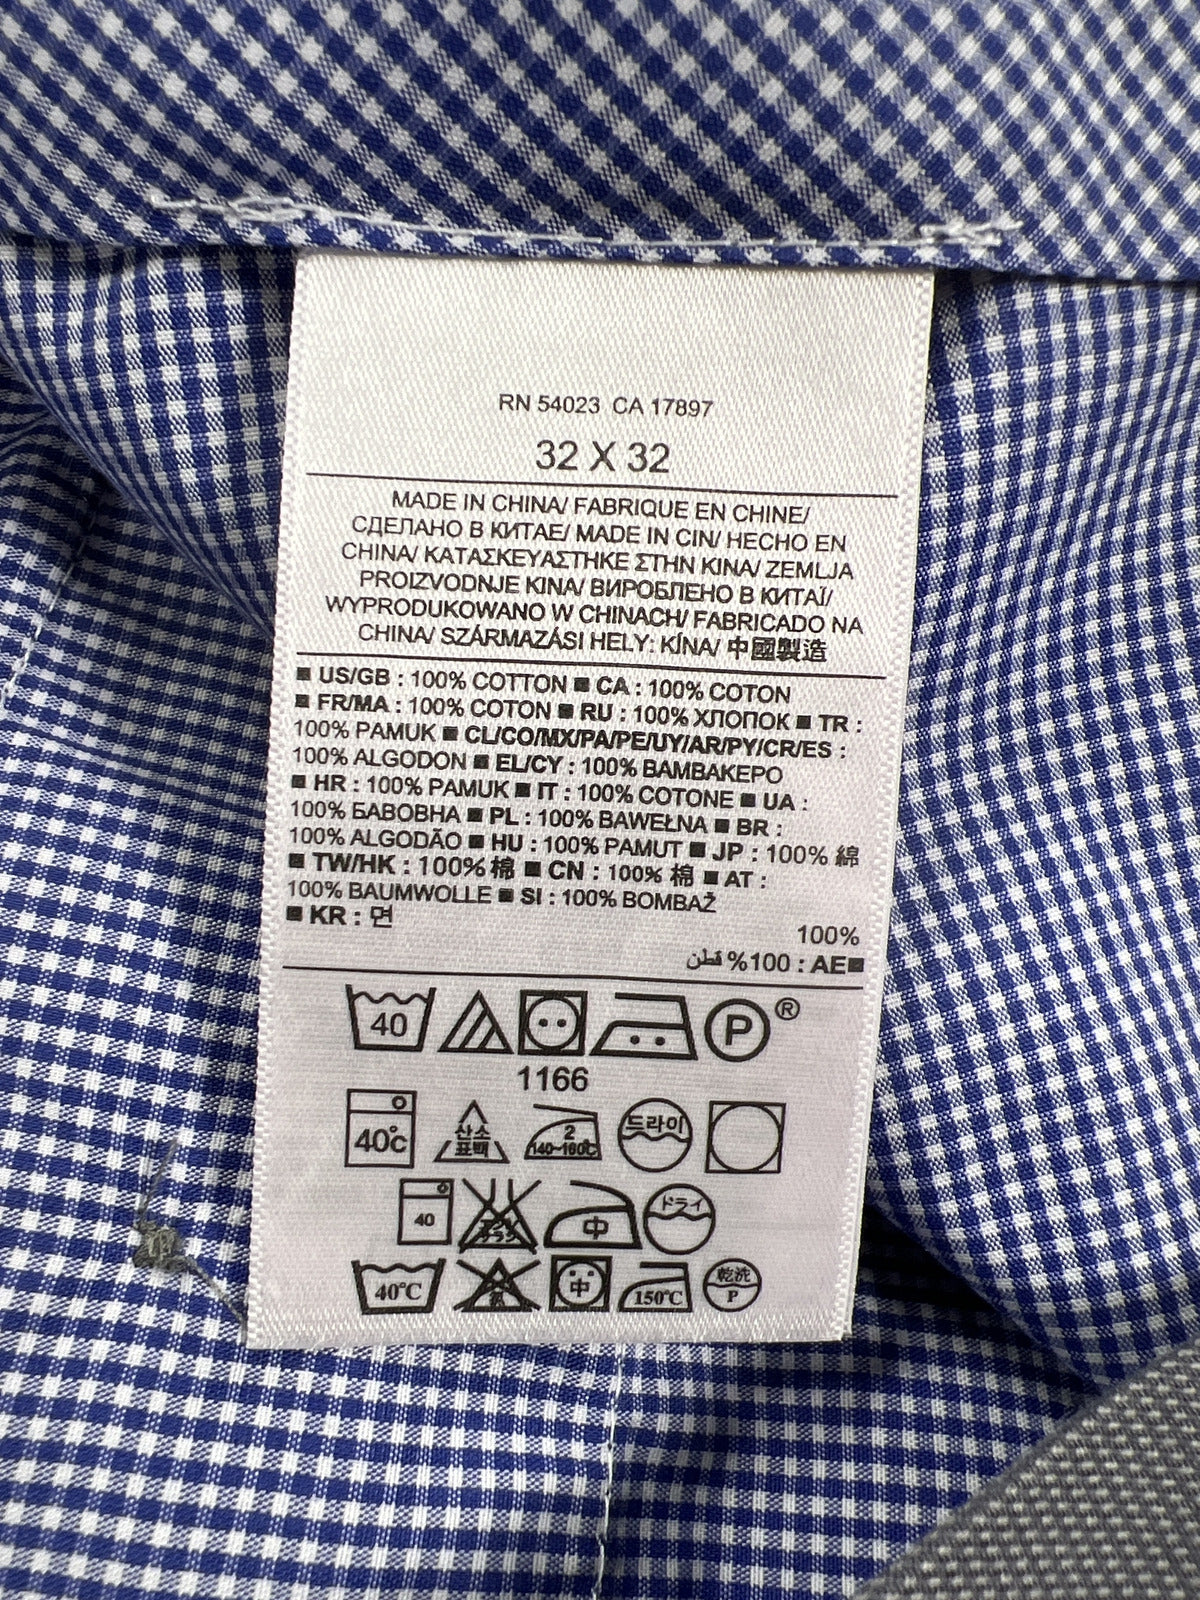 RN 54023 CA 17897
32 X 32
MADE IN CHINA/ FABRIQUE EN CHINE/
СДЕЛАНО В КИТАЕ/ MADE IN CIN/ HECHO EN
CHINA/ ΚΑΤΑΣΚΕΥΑΣΤΗΚΕ ΣΤΗΝ ΚΙΝΑ/ ZEMLJA
PROIZVODNJE KINA/ ВИРОБЛЕНО В КИТАЇ/
WYPRODUKOWANO W CHINACH/ FABRICADO NA
CHINA/ SZÁRMAZÁSI HELY: KÍNA/ 中國製造
■ US/GB : 100% COTTON ■ CA : 100% COTON
■ FR/MA : 100% COTON ■ RU : 100% ХЛОПОК ■ TR :
100% PAMUK ■ CL/CO/MX/PA/PE/UY/AR/PY/CR/ES :
100% ALGODON ■ EL/CY : 100% ΒΑΜΒΑΚΕΡΟ
■ HR : 100% PAMUK ■ IT : 100% COTONE ■ UA :
100% БАВОВНА ■ PL : 100% BAWEŁNA ■ BR :
100% ALGODÃO ■ HU : 100% PAMUT ■ JP : 100% 綿
■ TW/HK : 100% 棉 ■ CN : 100% 棉 ■ AT :
100% BAUMWOLLE ■ SI : 100% BOMBAŽ
■ KR : 면
100%
■AE : 100% قطن
40 P ®
1166
40℃ 산소 표백 2 140~160℃ 드라이
40 中 ドライ
40℃ 中 150℃ 乾洗 P